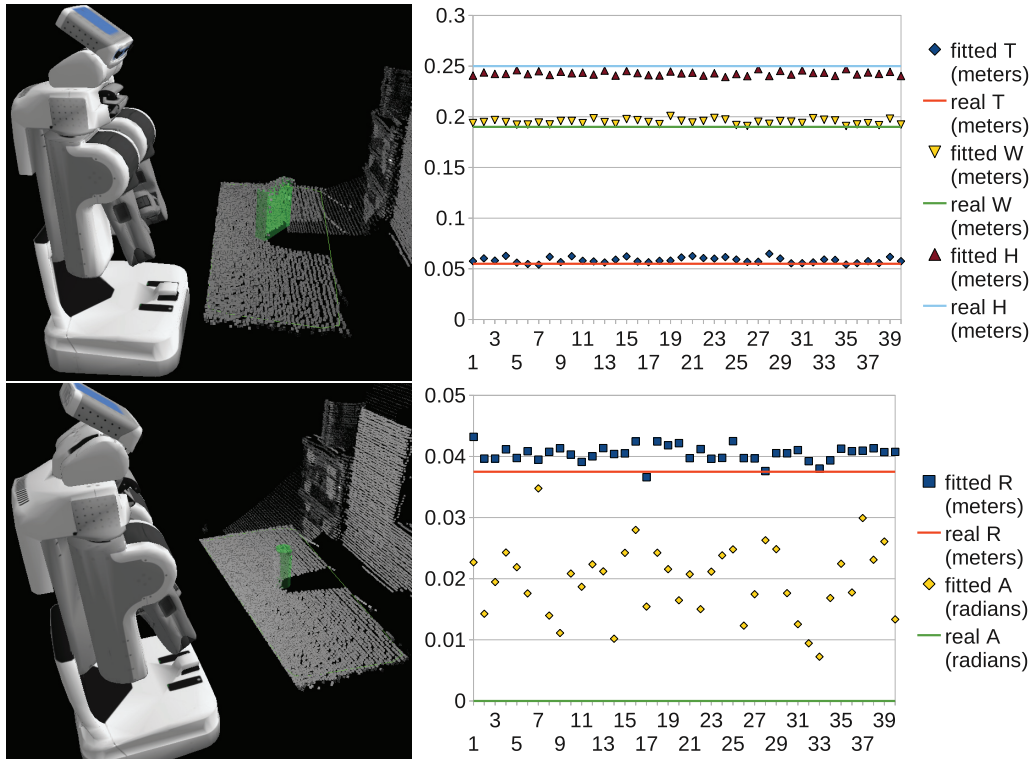 0.3
0.25
0.2
0.15
0.1
0.05
0
3 7 11 15 19 23 27 31 35 39
1 5 9 13 17 21 25 29 33 37
fitted T
(meters)
real T
(meters)
fitted W
(meters)
real W
(meters)
fitted H
(meters)
real H
(meters)
0.05
0.04
0.03
0.02
0.01
0
3 7 11 15 19 23 27 31 35 39
1 5 9 13 17 21 25 29 33 37
fitted R
(meters)
real R
(meters)
fitted A
(radians)
real A
(radians)